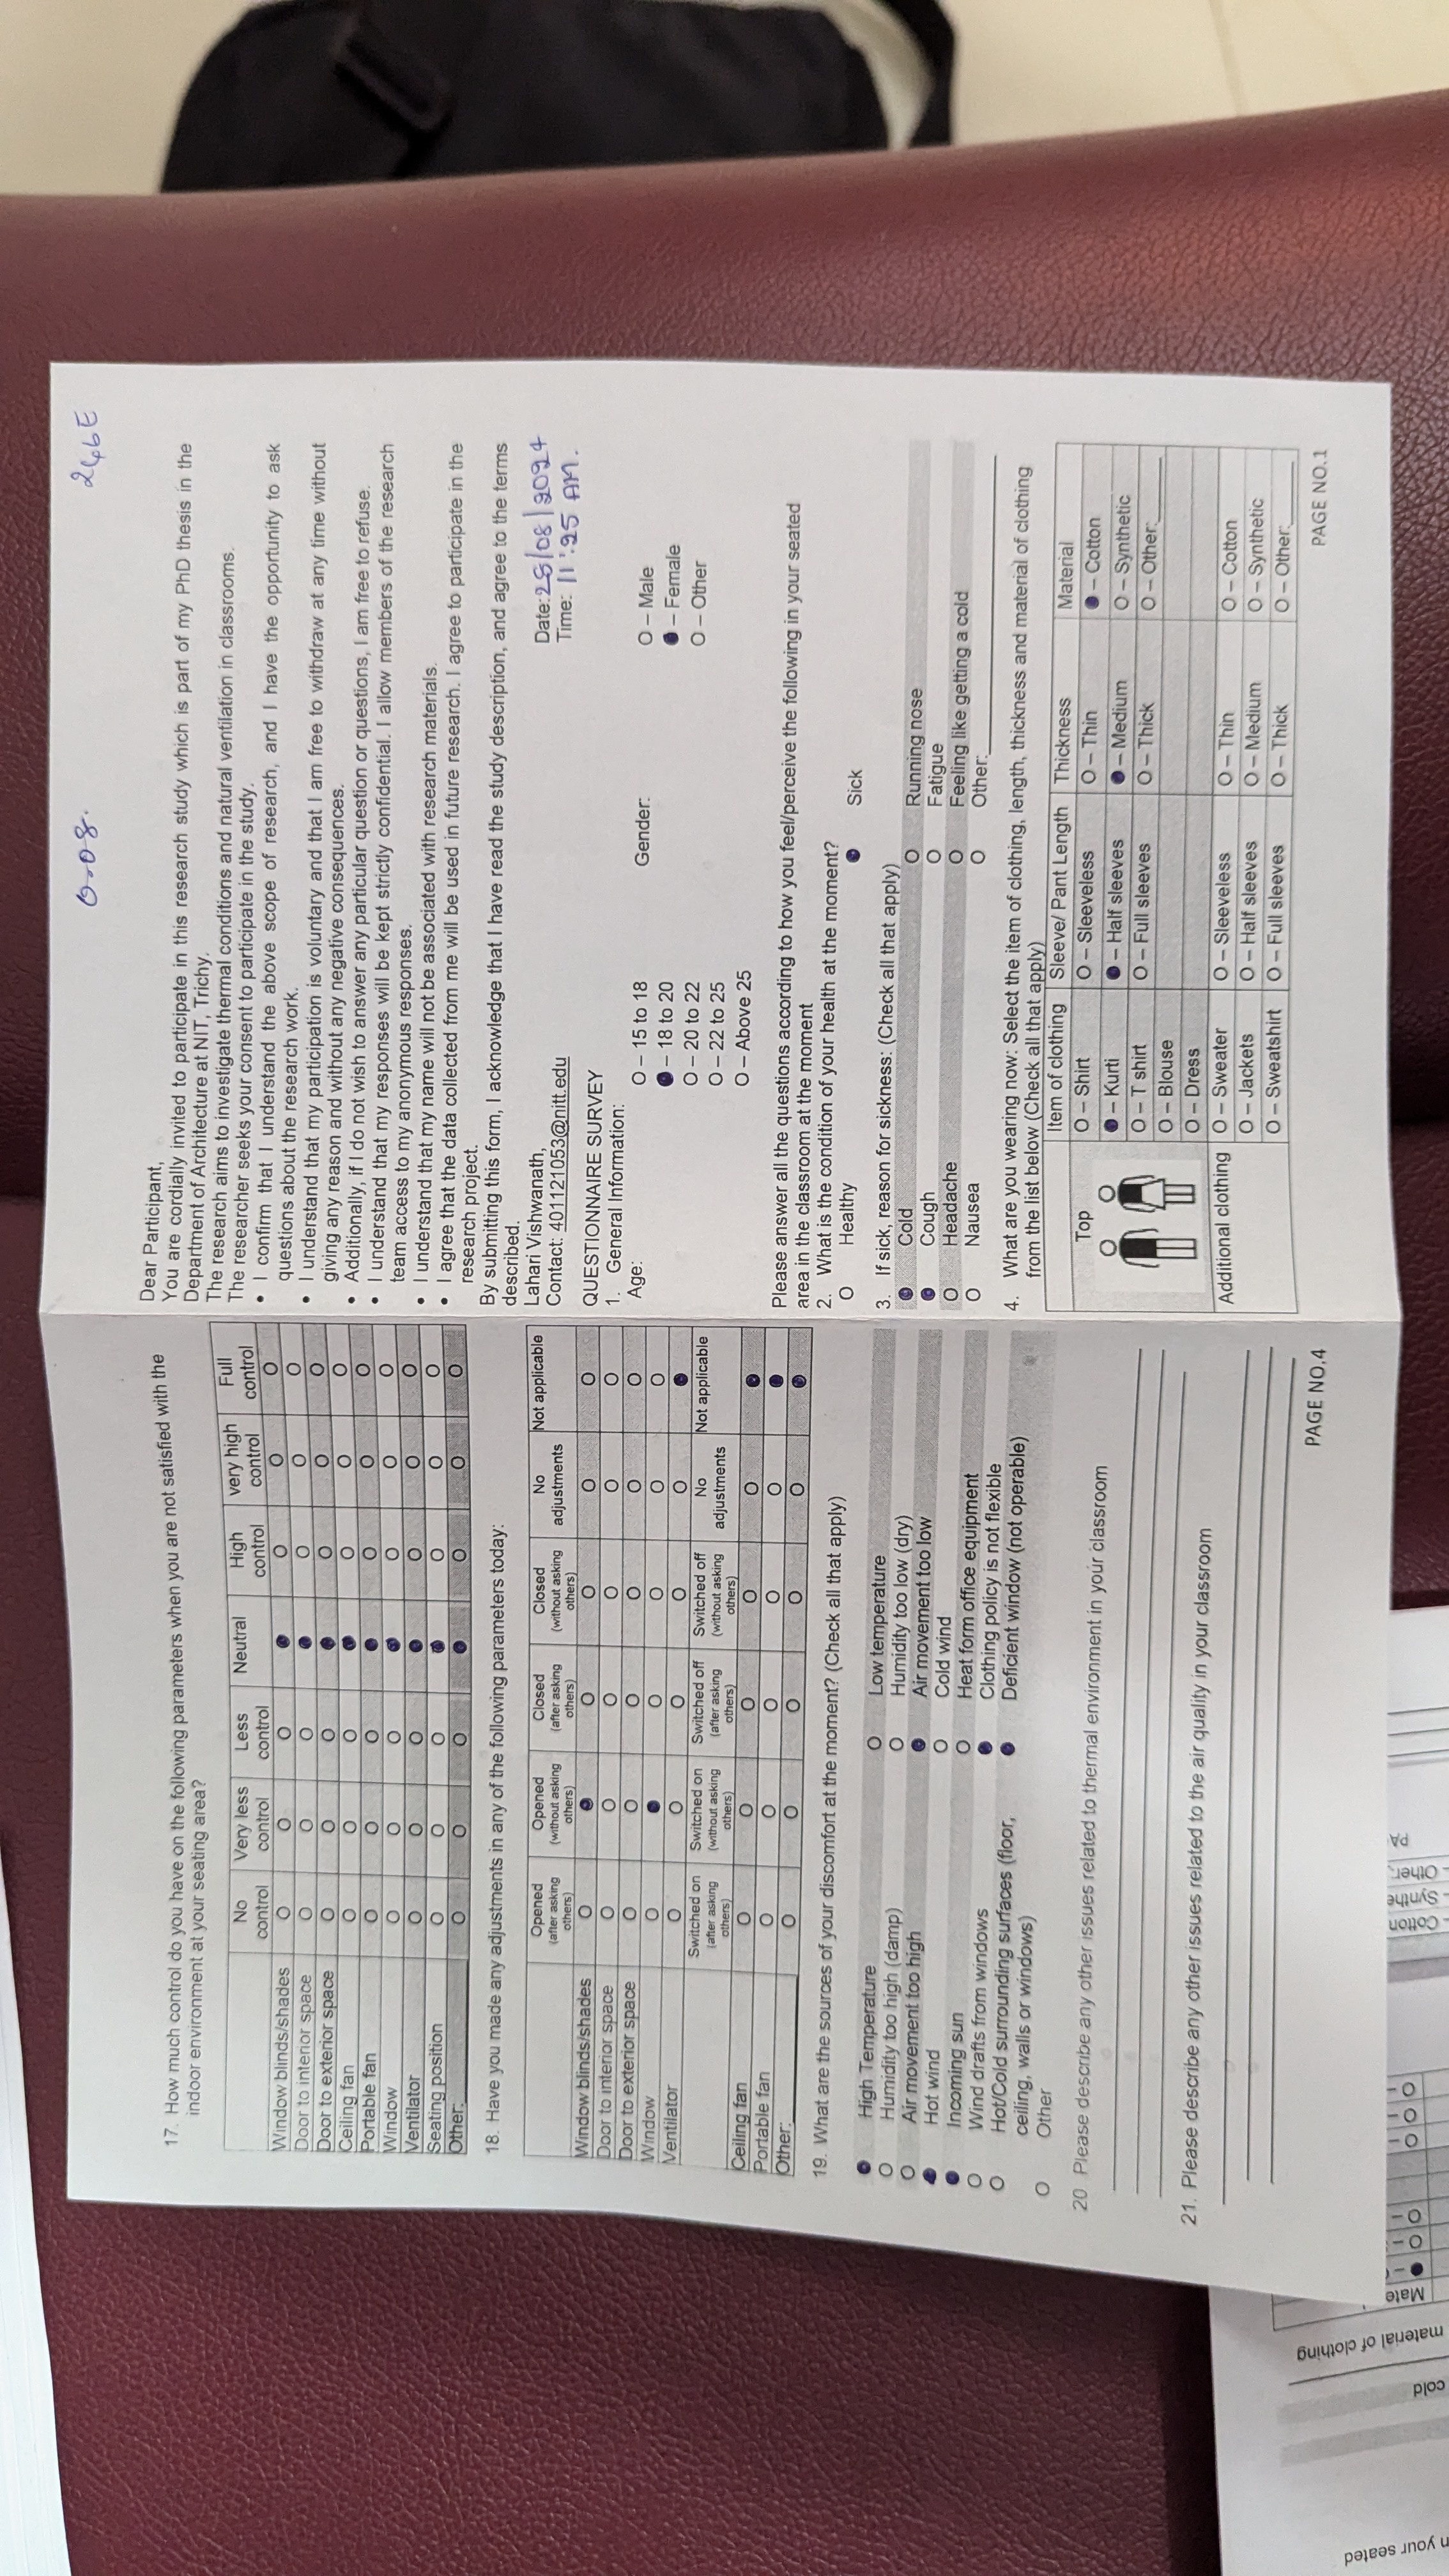 17. How much control do you have on the following parameters when you are not satisfied with the
indoor environment at your seating area?
No control Very less control Less control Neutral High control very high control Full control
Window blinds/shades O O O ● O O O
Door to interior space O O O ● O O O
Door to exterior space O O O ● O O O
Ceiling fan O O O ● O O O
Portable fan O O O ● O O O
Window O O O ● O O O
Ventilator O O O ● O O O
Seating position O O O ● O O O
Other: O O O ● O O O
18. Have you made any adjustments in any of the following parameters today:
Opened (after asking others) Opened (without asking others) Closed (after asking others) Closed (without asking others) No adjustments Not applicable
Window blinds/shades O ● O O O O
Door to interior space O O O O O O
Door to exterior space O O O O O O
Window O ● O O O O
Ventilator O O O O O ●
Switched on (after asking others) Switched on (without asking others) Switched off (after asking others) Switched off (without asking others) No adjustments Not applicable
Ceiling fan O O O O O ●
Portable fan O O O O O ●
Other: O O O O O ●
19. What are the sources of your discomfort at the moment? (Check all that apply)
● High Temperature O Low temperature
O Humidity too high (damp) O Humidity too low (dry)
O Air movement too high ● Air movement too low
● Hot wind O Cold wind
● Incoming sun O Heat form office equipment
O Wind drafts from windows ● Clothing policy is not flexible
O Hot/Cold surrounding surfaces (floor, ● Deficient window (not operable)
ceiling, walls or windows)
O Other
20 Please describe any other issues related to thermal environment in your classroom
21. Please describe any other issues related to the air quality in your classroom
PAGE NO.4
Dear Participant,
You are cordially invited to participate in this research study which is part of my PhD thesis in the
Department of Architecture at NIT, Trichy.
The research aims to investigate thermal conditions and natural ventilation in classrooms.
The researcher seeks your consent to participate in the study.
• I confirm that I understand the above scope of research, and I have the opportunity to ask
questions about the research work.
• I understand that my participation is voluntary and that I am free to withdraw at any time without
giving any reason and without any negative consequences.
• Additionally, if I do not wish to answer any particular question or questions, I am free to refuse.
• I understand that my responses will be kept strictly confidential. I allow members of the research
team access to my anonymous responses.
• I understand that my name will not be associated with research materials.
• I agree that the data collected from me will be used in future research. I agree to participate in the
research project.
By submitting this form, I acknowledge that I have read the study description, and agree to the terms
described.
Lahari Vishwanath, Date:
Contact: 401121053@nitt.edu Time: 11:25 AM.
QUESTIONNAIRE SURVEY
1. General Information:
Age: O – 15 to 18 Gender: O – Male
● – 18 to 20 ● – Female
O – 20 to 22 O – Other
O – 22 to 25
O – Above 25
Please answer all the questions according to how you feel/perceive the following in your seated
area in the classroom at the moment
2. What is the condition of your health at the moment?
O Healthy ● Sick
3. If sick, reason for sickness: (Check all that apply)
● Cold O Running nose
● Cough O Fatigue
O Headache O Feeling like getting a cold
O Nausea O Other:
4. What are you wearing now: Select the item of clothing, length, thickness and material of clothing
from the list below (Check all that apply)
Item of clothing Sleeve/ Pant Length Thickness Material
Top O – Shirt O – Sleeveless O – Thin ● – Cotton
● – Kurti ● – Half sleeves ● – Medium O – Synthetic
O – T shirt O – Full sleeves O – Thick O – Other:
O – Blouse
O – Dress
Additional clothing O – Sweater O – Sleeveless O – Thin O – Cotton
O – Jackets O – Half sleeves O – Medium O – Synthetic
O – Sweatshirt O – Full sleeves O – Thick O – Other:
PAGE NO.1
material of clothing
cold
n your seated
Cotton
Other: